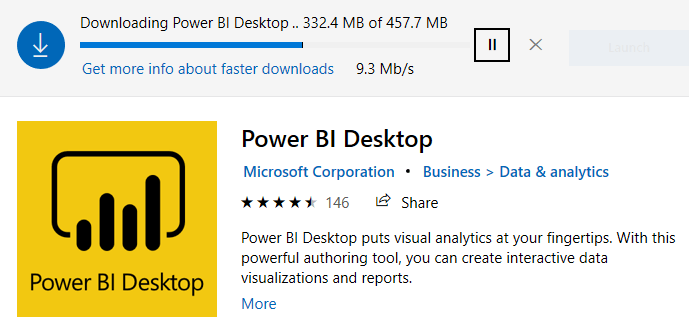 Downloading Power BI Desktop .. 332.4 MB of 457.7 MB
Get more info about faster downloads 9.3 Mb/s
Launch
Power BI Desktop
Microsoft Corporation • Business > Data & analytics
146 Share
Power BI Desktop puts visual analytics at your fingertips. With this
powerful authoring tool, you can create interactive data
visualizations and reports.
More
Power BI Desktop